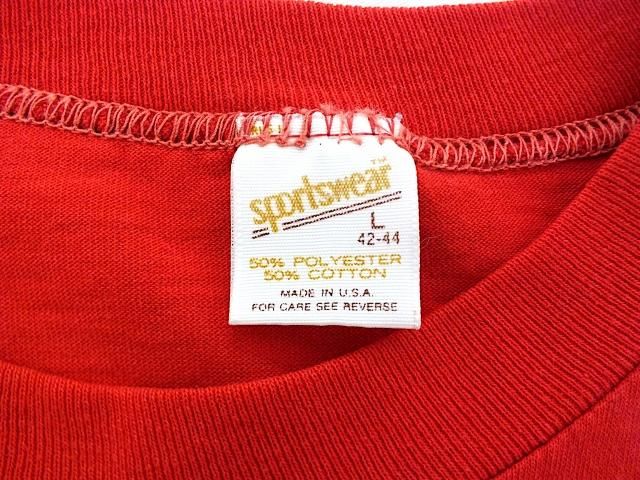 sportswear™
L
42-44
50% POLYESTER
50% COTTON
MADE IN U.S.A.
FOR CARE SEE REVERSE